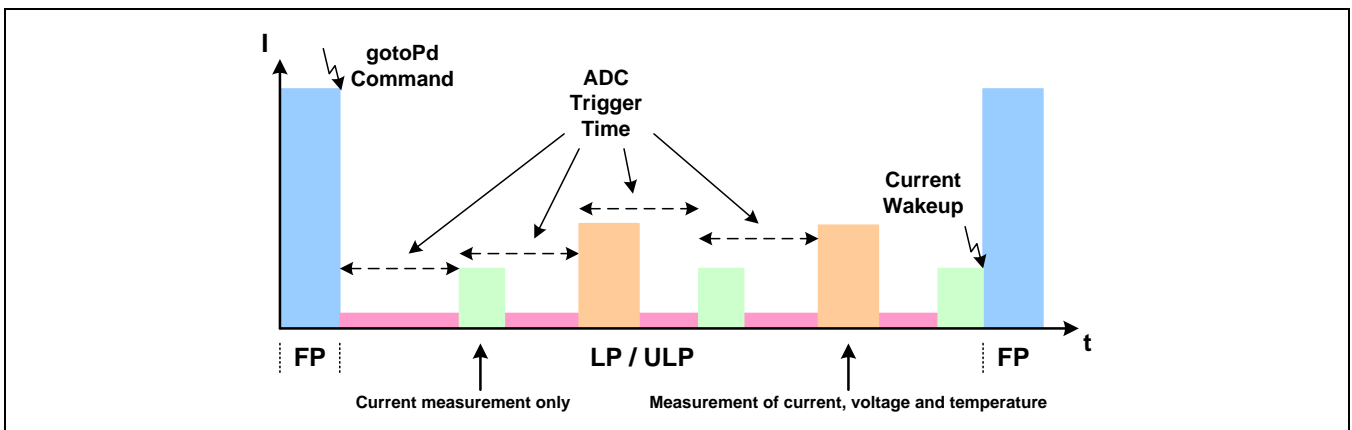 I
gotoPd
Command
ADC
Trigger
Time
Current
Wakeup
t
FP
LP / ULP
FP
Current measurement only
Measurement of current, voltage and temperature